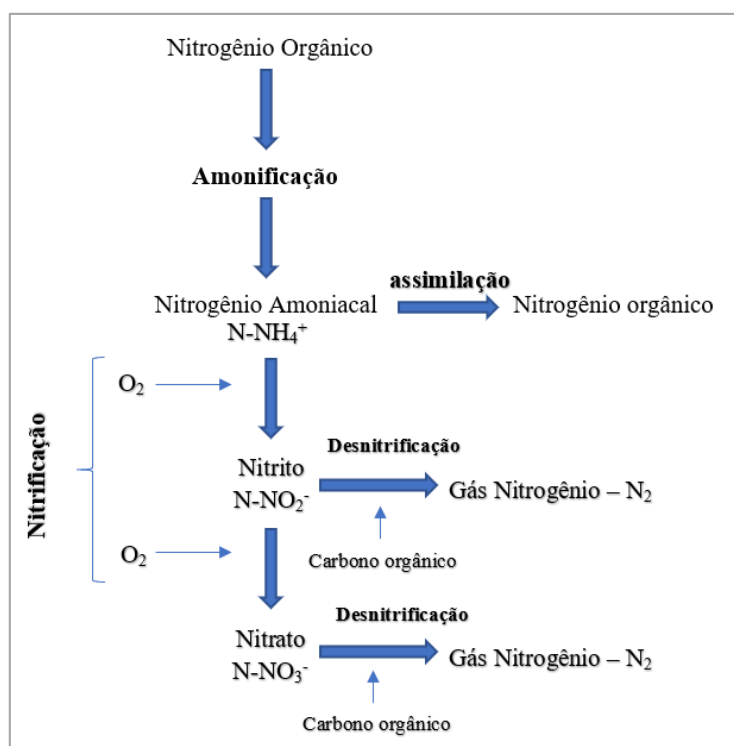 Nitrogênio Orgânico
Amonificação
assimilação
Nitrogênio Amoniacal
N-NH₄⁺
Nitrogênio orgânico
O₂
Nitrificação
Desnitrificação
Nitrito
N-NO₂⁻
Gás Nitrogênio – N₂
Carbono orgânico
O₂
Desnitrificação
Nitrato
N-NO₃⁻
Gás Nitrogênio – N₂
Carbono orgânico